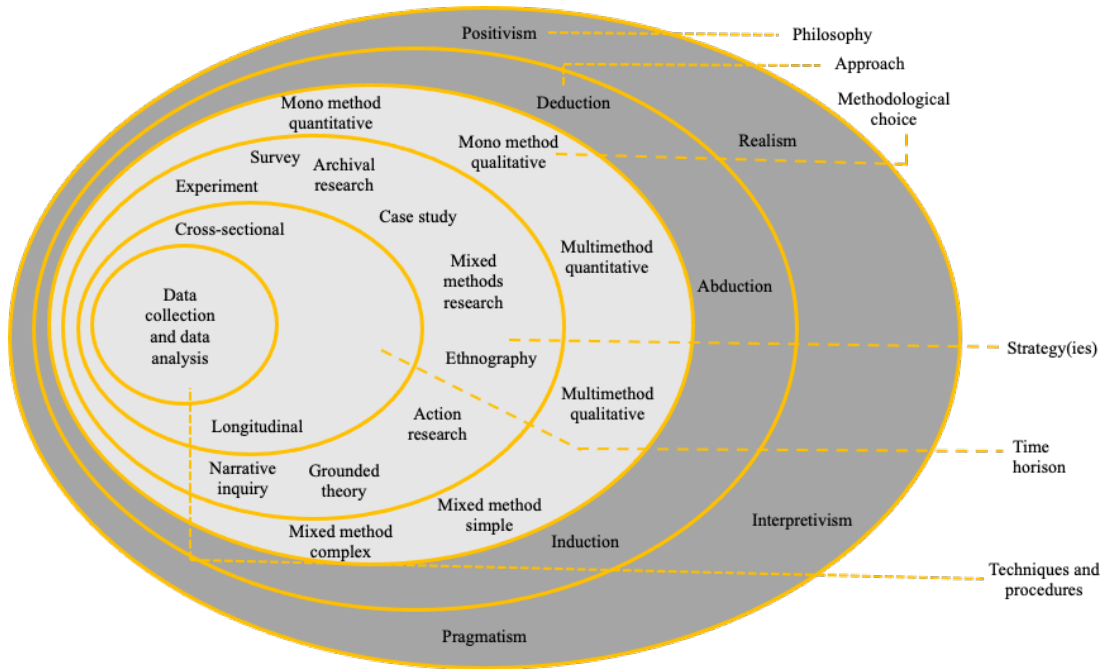 Positivism
Philosophy
Approach
Deduction
Methodological
choice
Mono method
quantitative
Mono method
qualitative
Realism
Survey
Archival
research
Experiment
Case study
Cross-sectional
Multimethod
quantitative
Mixed
methods
research
Abduction
Data
collection
and data
analysis
Ethnography
Strategy(ies)
Multimethod
qualitative
Action
research
Longitudinal
Time
horison
Narrative
inquiry
Grounded
theory
Mixed method
simple
Interpretivism
Mixed method
complex
Induction
Techniques and
procedures
Pragmatism